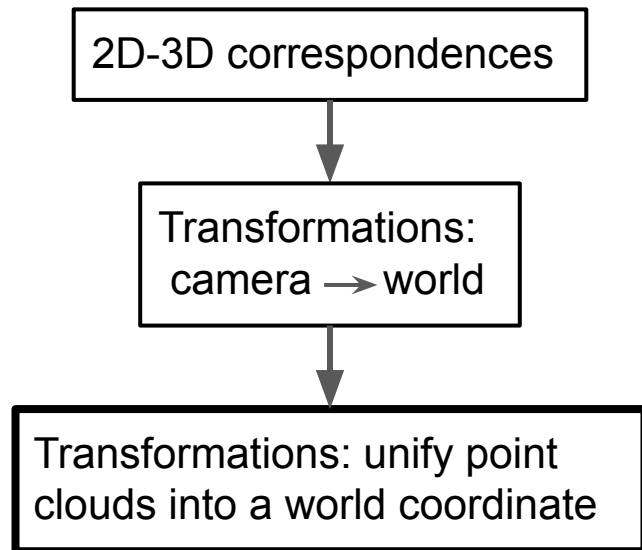 2D-3D correspondences
Transformations:
camera → world
Transformations: unify point
clouds into a world coordinate